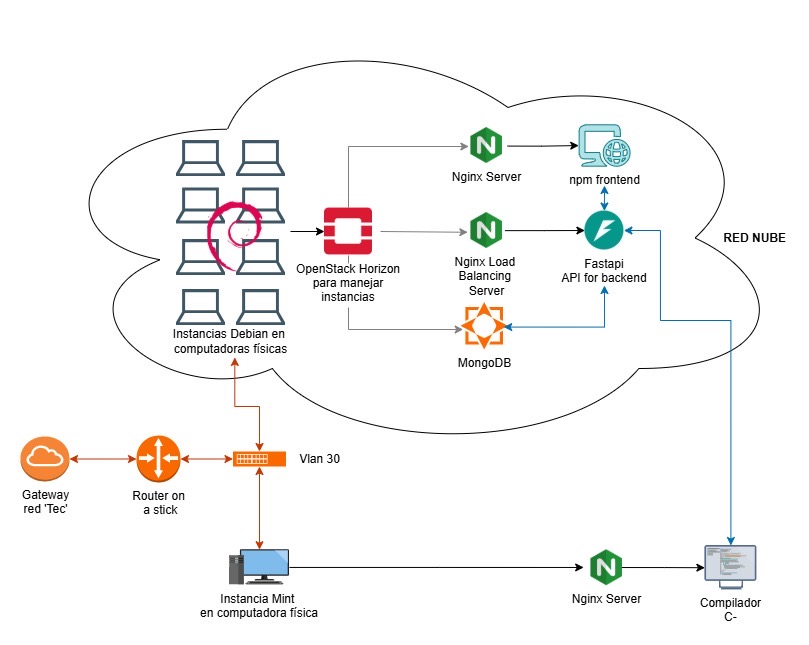 Nginx Server
npm frontend
RED NUBE
OpenStack Horizon
para manejar
instancias
Nginx Load
Balancing
Server
Fastapi
API for backend
Instancias Debian en
computadoras físicas
MongoDB
Vlan 30
Gateway
red 'Tec'
Router on
a stick
Instancia Mint
en computadora física
Nginx Server
Compilador
C-